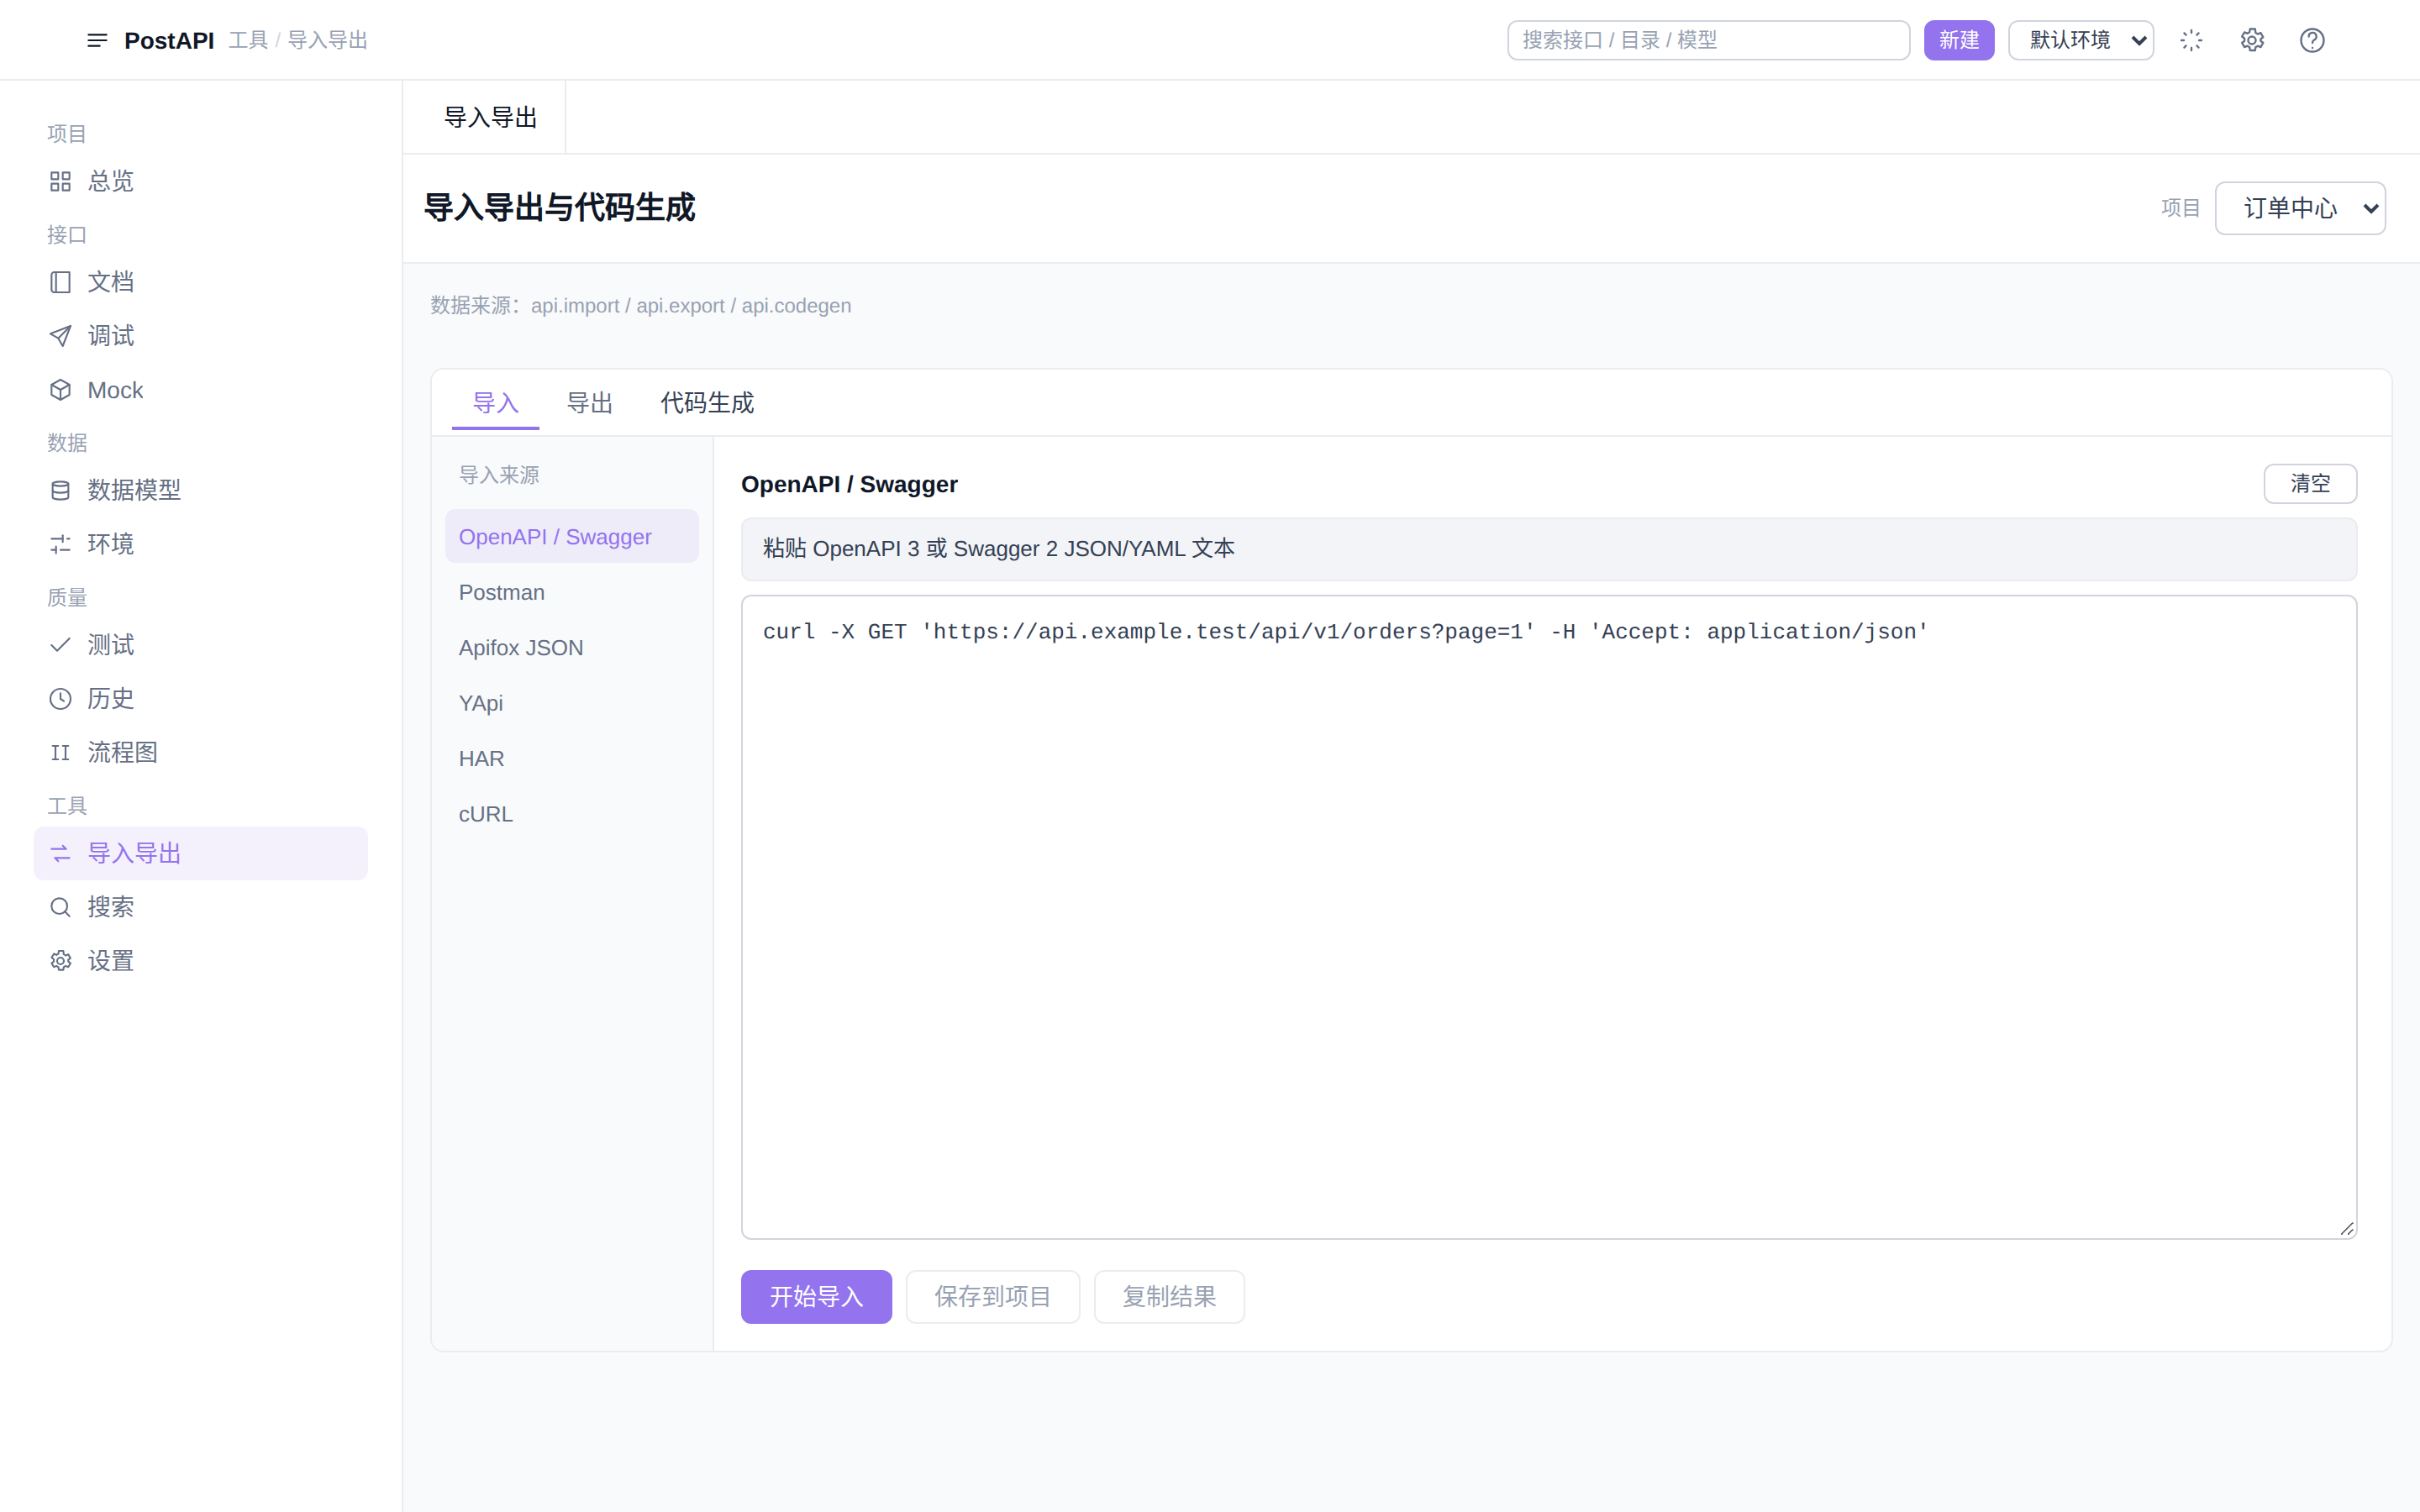 PostAPI 工具 / 导入导出
搜索接口 / 目录 / 模型
新建
默认环境
项目
总览
接口
文档
调试
Mock
数据
数据模型
环境
质量
测试
历史
流程图
工具
导入导出
搜索
设置
导入导出
导入导出与代码生成
项目
订单中心
数据来源：api.import / api.export / api.codegen
导入
导出
代码生成
导入来源
OpenAPI / Swagger
Postman
Apifox JSON
YApi
HAR
cURL
OpenAPI / Swagger
清空
粘贴 OpenAPI 3 或 Swagger 2 JSON/YAML 文本
curl -X GET 'https://api.example.test/api/v1/orders?page=1' -H 'Accept: application/json'
开始导入
保存到项目
复制结果